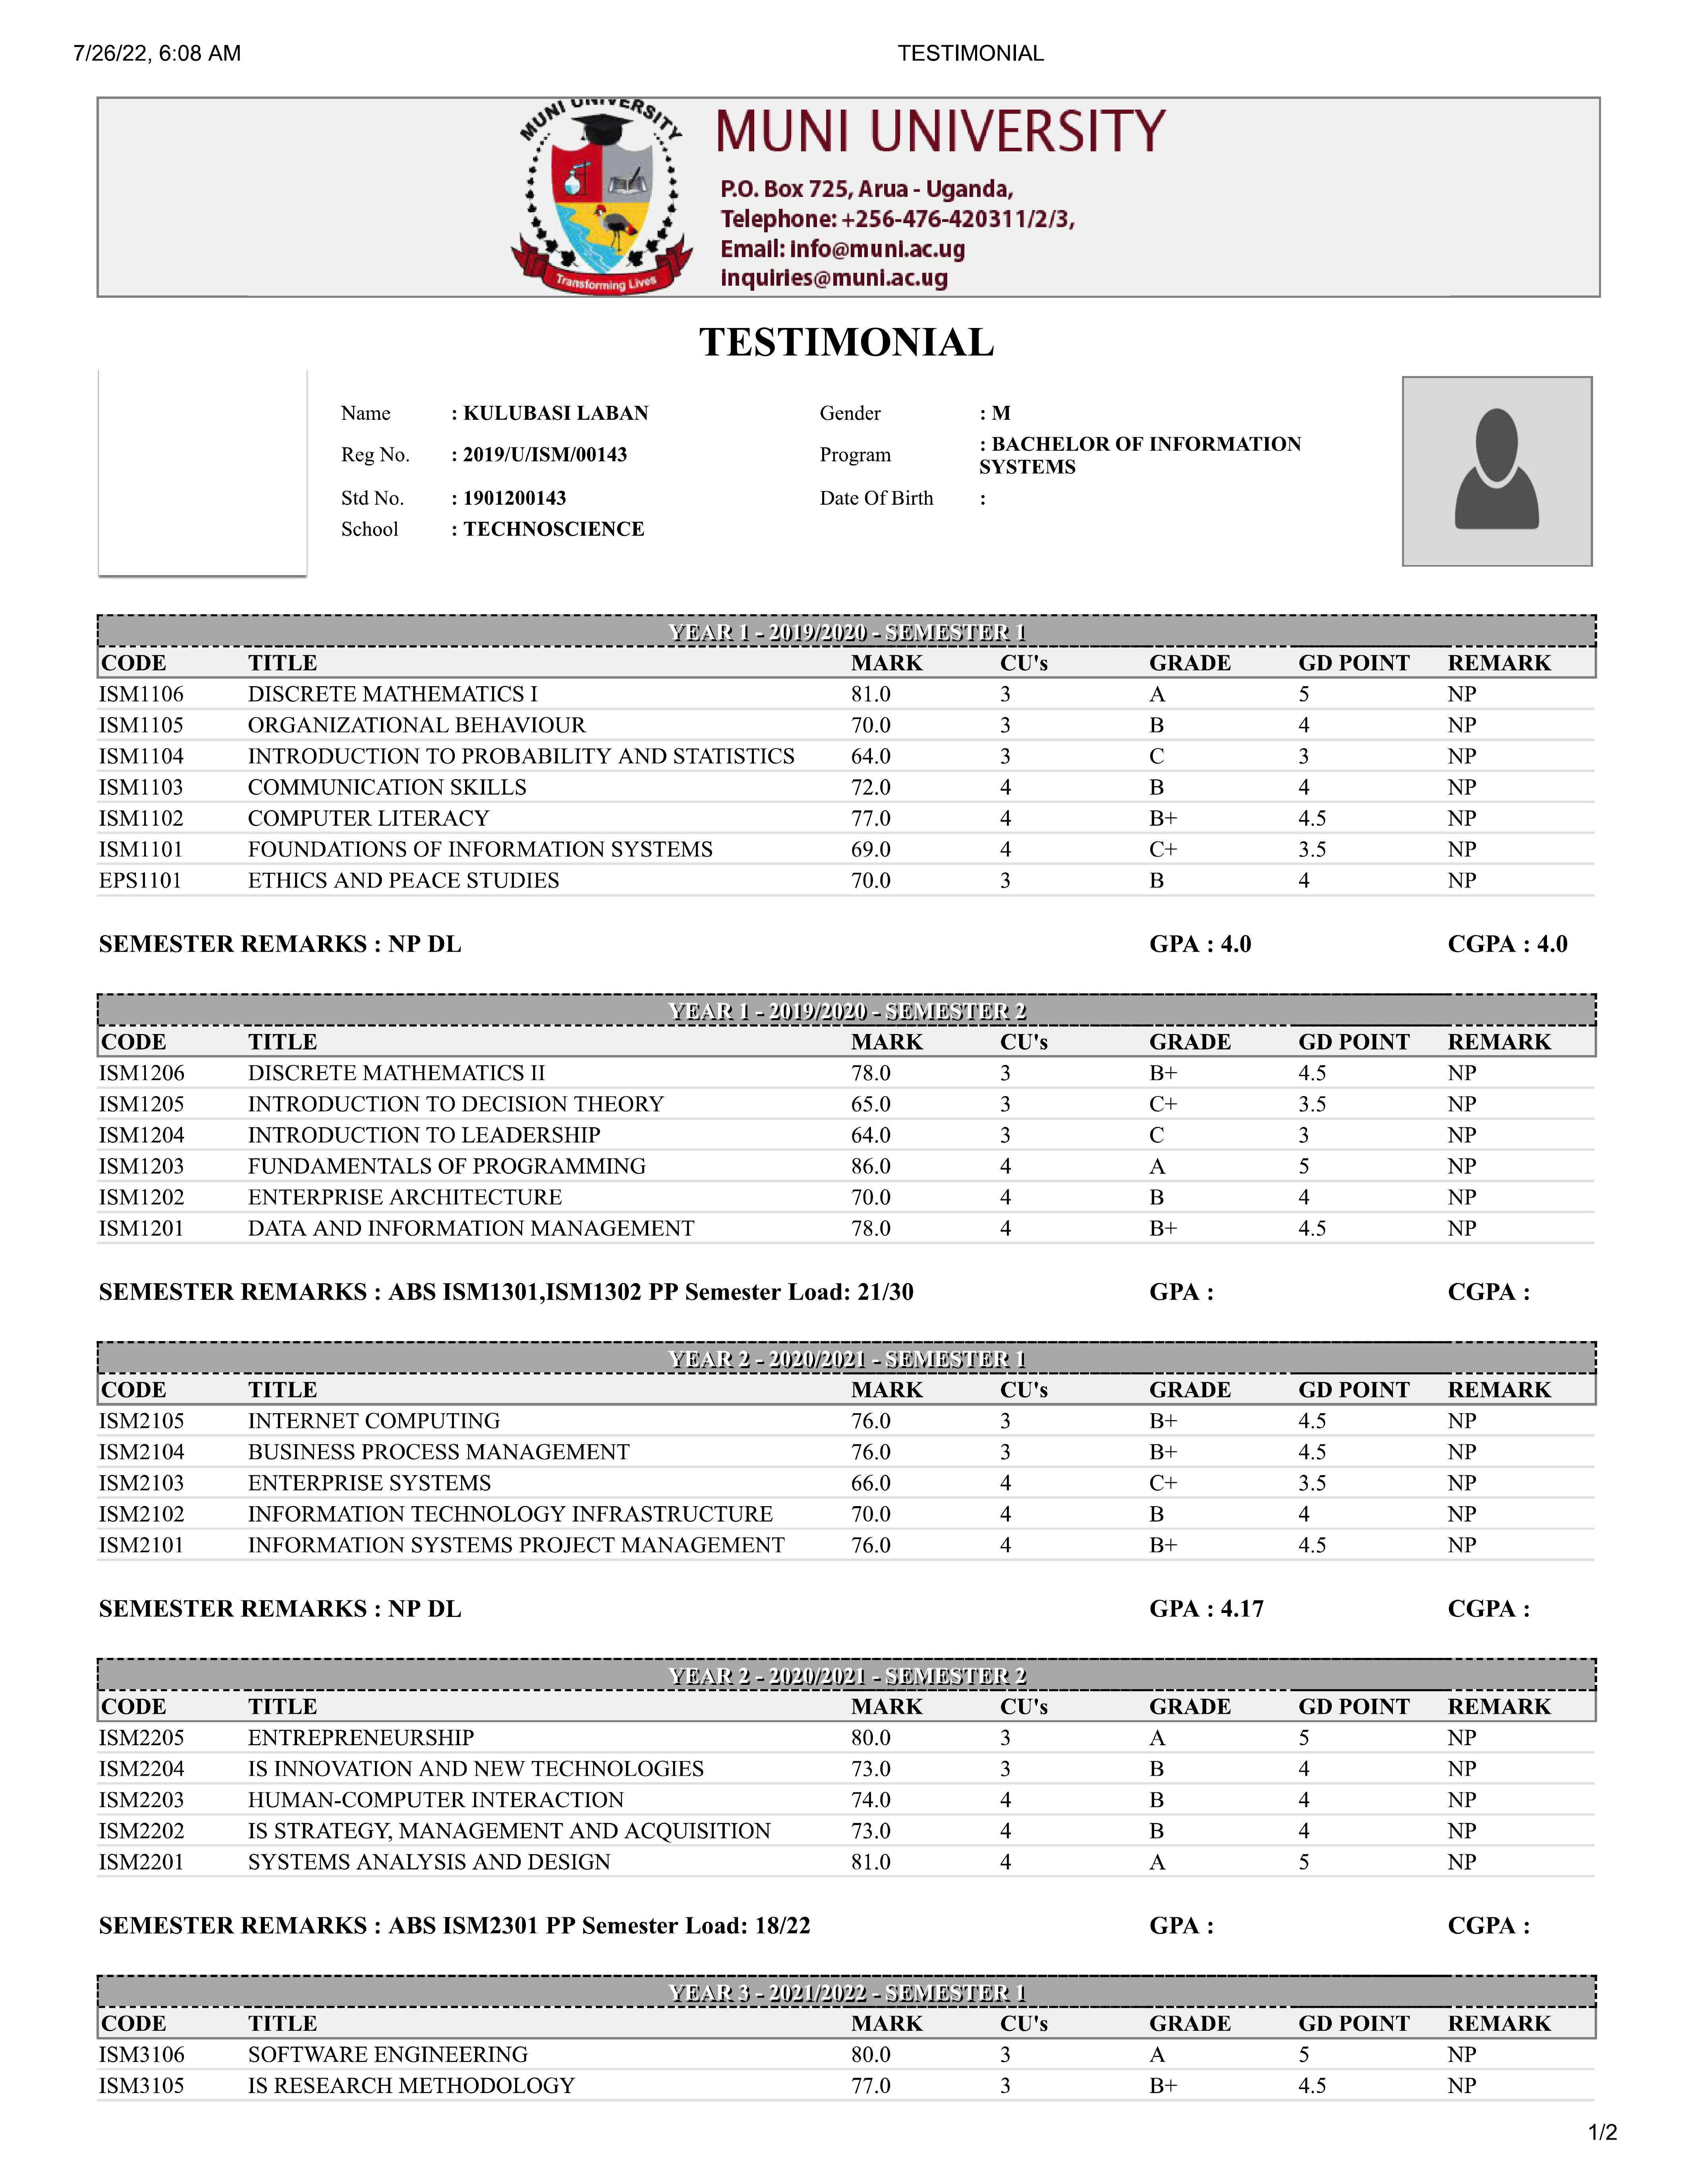 7/26/22, 6:08 AM TESTIMONIAL
MUNI UNIVERSITY
Transforming Lives
MUNI UNIVERSITY
P.O. Box 725, Arua - Uganda,
Telephone: +256-476-420311/2/3,
Email: info@muni.ac.ug
inquiries@muni.ac.ug
TESTIMONIAL
Name : KULUBASI LABAN Gender : M
Reg No. : 2019/U/ISM/00143 Program : BACHELOR OF INFORMATION
SYSTEMS
Std No. : 1901200143 Date Of Birth :
School : TECHNOSCIENCE
YEAR 1 - 2019/2020 - SEMESTER 1
CODE TITLE MARK CU's GRADE GD POINT REMARK
ISM1106 DISCRETE MATHEMATICS I 81.0 3 A 5 NP
ISM1105 ORGANIZATIONAL BEHAVIOUR 70.0 3 B 4 NP
ISM1104 INTRODUCTION TO PROBABILITY AND STATISTICS 64.0 3 C 3 NP
ISM1103 COMMUNICATION SKILLS 72.0 4 B 4 NP
ISM1102 COMPUTER LITERACY 77.0 4 B+ 4.5 NP
ISM1101 FOUNDATIONS OF INFORMATION SYSTEMS 69.0 4 C+ 3.5 NP
EPS1101 ETHICS AND PEACE STUDIES 70.0 3 B 4 NP
SEMESTER REMARKS : NP DL GPA : 4.0 CGPA : 4.0
YEAR 1 - 2019/2020 - SEMESTER 2
CODE TITLE MARK CU's GRADE GD POINT REMARK
ISM1206 DISCRETE MATHEMATICS II 78.0 3 B+ 4.5 NP
ISM1205 INTRODUCTION TO DECISION THEORY 65.0 3 C+ 3.5 NP
ISM1204 INTRODUCTION TO LEADERSHIP 64.0 3 C 3 NP
ISM1203 FUNDAMENTALS OF PROGRAMMING 86.0 4 A 5 NP
ISM1202 ENTERPRISE ARCHITECTURE 70.0 4 B 4 NP
ISM1201 DATA AND INFORMATION MANAGEMENT 78.0 4 B+ 4.5 NP
SEMESTER REMARKS : ABS ISM1301,ISM1302 PP Semester Load: 21/30 GPA : CGPA :
YEAR 2 - 2020/2021 - SEMESTER 1
CODE TITLE MARK CU's GRADE GD POINT REMARK
ISM2105 INTERNET COMPUTING 76.0 3 B+ 4.5 NP
ISM2104 BUSINESS PROCESS MANAGEMENT 76.0 3 B+ 4.5 NP
ISM2103 ENTERPRISE SYSTEMS 66.0 4 C+ 3.5 NP
ISM2102 INFORMATION TECHNOLOGY INFRASTRUCTURE 70.0 4 B 4 NP
ISM2101 INFORMATION SYSTEMS PROJECT MANAGEMENT 76.0 4 B+ 4.5 NP
SEMESTER REMARKS : NP DL GPA : 4.17 CGPA :
YEAR 2 - 2020/2021 - SEMESTER 2
CODE TITLE MARK CU's GRADE GD POINT REMARK
ISM2205 ENTREPRENEURSHIP 80.0 3 A 5 NP
ISM2204 IS INNOVATION AND NEW TECHNOLOGIES 73.0 3 B 4 NP
ISM2203 HUMAN-COMPUTER INTERACTION 74.0 4 B 4 NP
ISM2202 IS STRATEGY, MANAGEMENT AND ACQUISITION 73.0 4 B 4 NP
ISM2201 SYSTEMS ANALYSIS AND DESIGN 81.0 4 A 5 NP
SEMESTER REMARKS : ABS ISM2301 PP Semester Load: 18/22 GPA : CGPA :
YEAR 3 - 2021/2022 - SEMESTER 1
CODE TITLE MARK CU's GRADE GD POINT REMARK
ISM3106 SOFTWARE ENGINEERING 80.0 3 A 5 NP
ISM3105 IS RESEARCH METHODOLOGY 77.0 3 B+ 4.5 NP
1/2